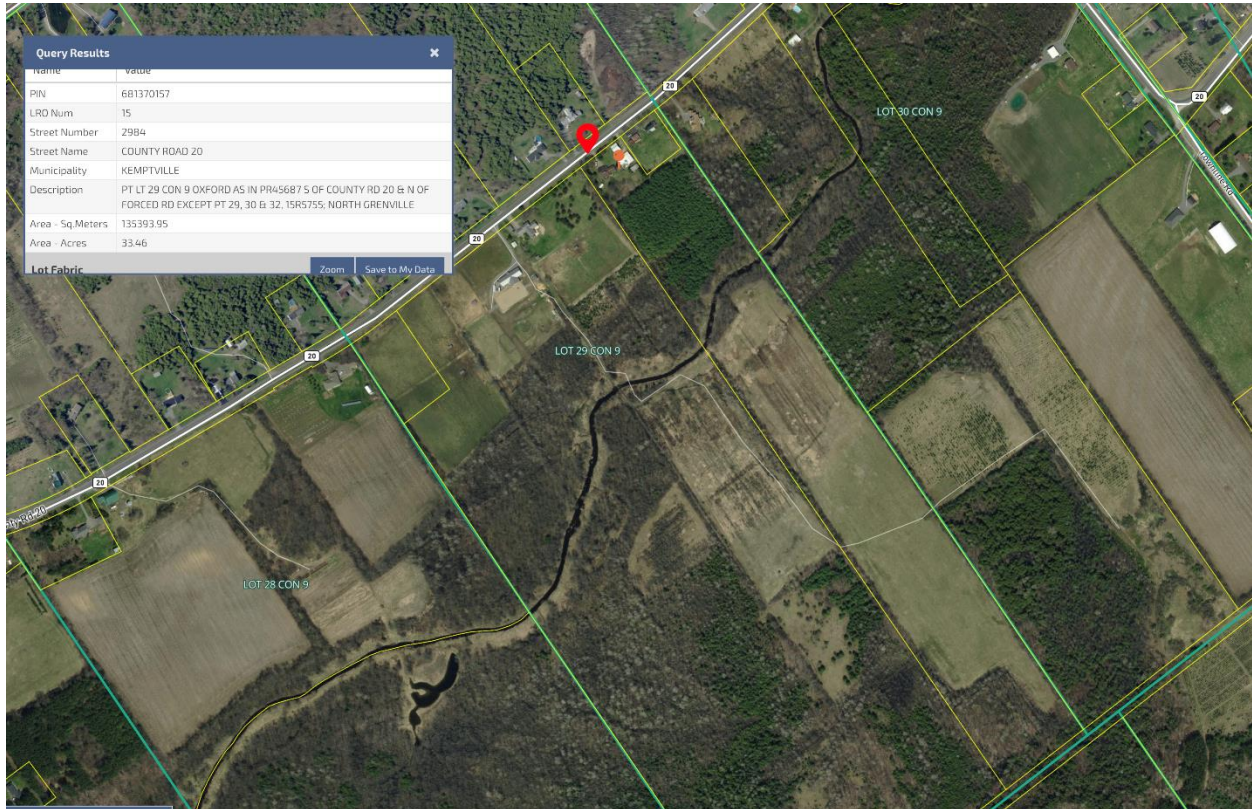 Query Results ×
Name Value
PIN 681370157
LRO Num 15
Street Number 2984
Street Name COUNTY ROAD 20
Municipality KEMPTVILLE
Description PT LT 29 CON 9 OXFORD AS IN PR45687 S OF COUNTY RD 20 & N OF
FORCED RD EXCEPT PT 29, 30 & 32, 15R5755; NORTH GRENVILLE
Area - Sq.Meters 135393.95
Area - Acres 33.46
Lot Fabric Zoom Save to My Data
20
20
LOT 30 CON 9
Townline Rd
20
LOT 29 CON 9
20
20
Rd 20
LOT 28 CON 9